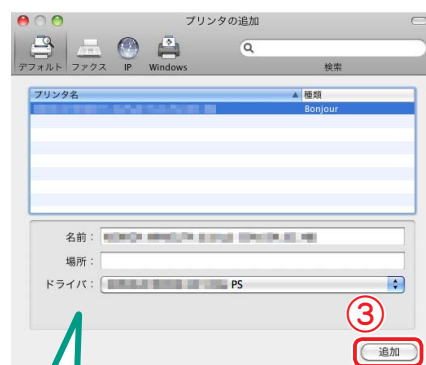 プリンタの追加
デフォルト ファクス IP Windows 検索
プリンタ名 種類
Bonjour
名前：
場所：
ドライバ： PS
③
追加